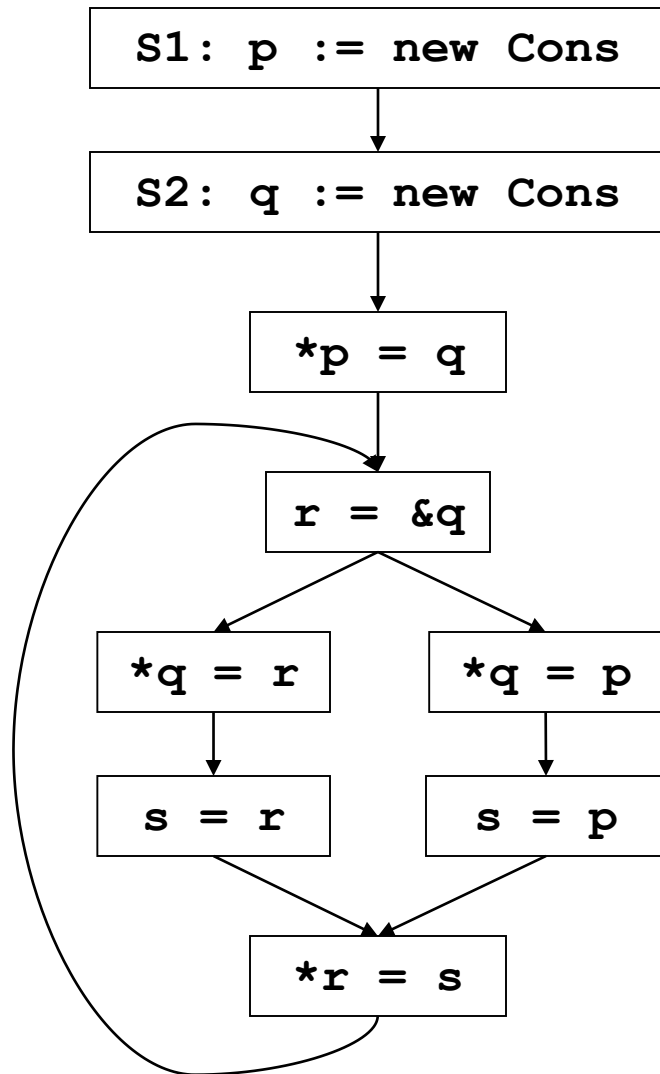 S1: p := new Cons
S2: q := new Cons
*p = q
r = &q
*q = r
*q = p
s = r
s = p
*r = s